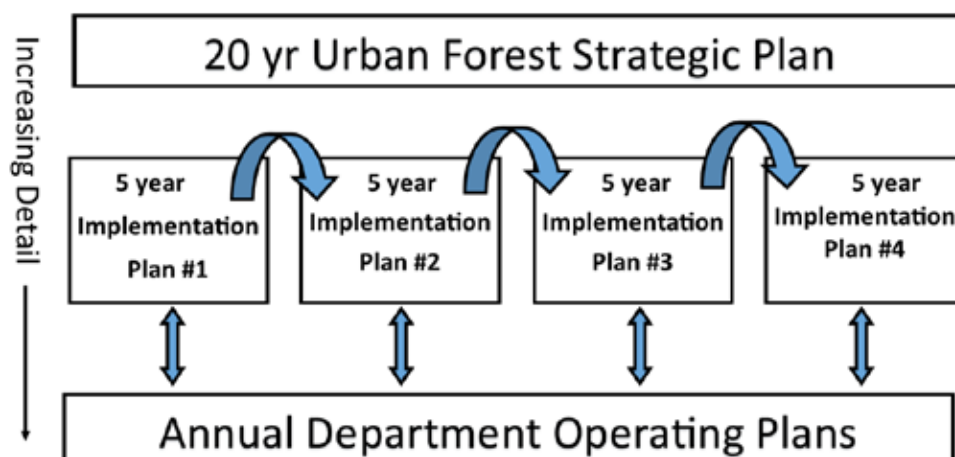 20 yr Urban Forest Strategic Plan
Increasing Detail
5 year
Implementation
Plan #1
5 year
Implementation
Plan #2
5 year
Implementation
Plan #3
5 year
Implementation
Plan #4
Annual Department Operating Plans